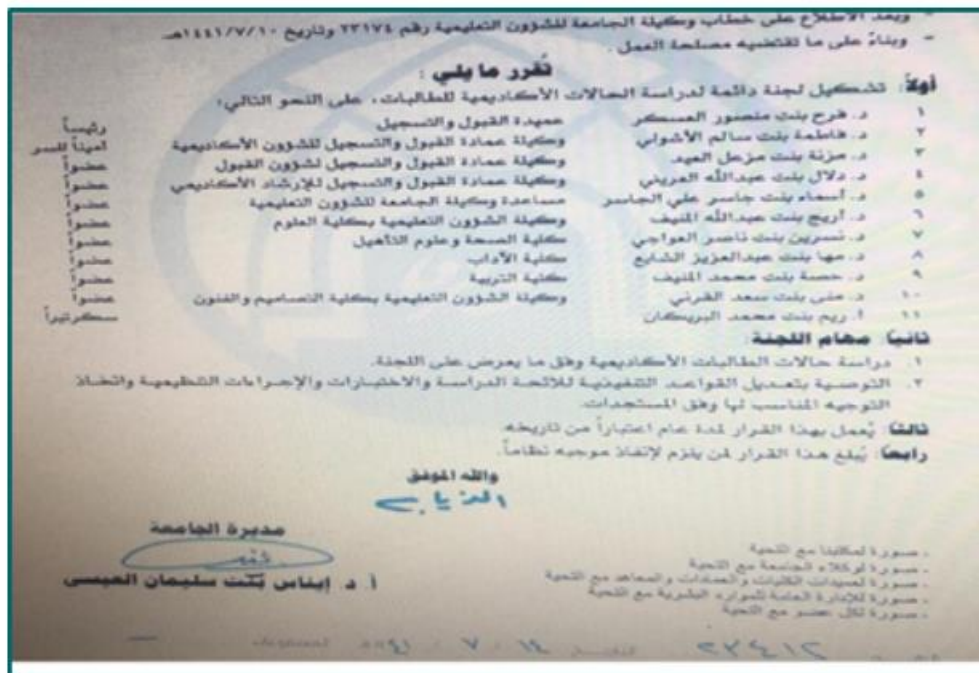 - وبعد الاطلاع على خطاب وكيلة الجامعة للشؤون التعليمية رقم ٢٣١٧٤ وتاريخ ١٤٤١/٧/١٠هـ
- وبناءً على ما تقتضيه مصلحة العمل .
تُقرر ما يلي :
أولاً: تشكيل لجنة دائمة لدراسة الحالات الأكاديمية للطالبات، على النحو التالي:
١ د. فرح بنت منصور العسكر عميدة القبول والتسجيل رئيساً
٢ د. فاطمة بنت سالم الأشولي وكيلة عمادة القبول والتسجيل للشؤون الأكاديمية أميناً للسر
٣ د. مزنة بنت مزعل العيد وكيلة عمادة القبول والتسجيل لشؤون القبول عضواً
٤ د. دلال بنت عبدالله العريني وكيلة عمادة القبول والتسجيل للإرشاد الأكاديمي عضواً
٥ د. أسماء بنت جاسر علي الجاسر مساعدة وكيلة الجامعة للشؤون التعليمية عضواً
٦ د. أريج بنت عبدالله المنيف وكيلة الشؤون التعليمية بكلية العلوم عضواً
٧ د. نسرين بنت ناصر العواجي كلية الصحة وعلوم التأهيل عضواً
٨ د. مها بنت عبدالعزيز الشايع كلية الآداب عضواً
٩ د. حصة بنت محمد المنيف كلية التربية عضواً
١٠ د. منى بنت سعد القرني وكيلة الشؤون التعليمية بكلية التصاميم والفنون عضواً
١١ أ. ريم بنت محمد البريكان سكرتيراً
ثانياً: مهام اللجنة:
١. دراسة حالات الطالبات الأكاديمية وفق ما يعرض على اللجنة.
٢. التوصية بتعديل القواعد التنفيذية للائحة الدراسة والاختبارات والإجراءات التنظيمية واتخاذ
التوجيه المناسب لها وفق المستجدات.
ثالثاً: يُعمل بهذا القرار لمدة عام اعتباراً من تاريخه.
رابعاً: يُبلغ هذا القرار لمن يلزم لإنفاذ موجبه نظاماً.
والله الموفق
مديرة الجامعة
أ. د. إيناس بنت سليمان العيسى
- صورة لمكتبنا مع التحية
- صورة لوكلاء الجامعة مع التحية
- صورة لعميدات الكليات والعمادات والمعاهد مع التحية
- صورة للإدارة العامة للموارد البشرية مع التحية
- صورة لكل عضو مع التحية
٢٣٤١٢ ١٤ / ٧ / ٤١